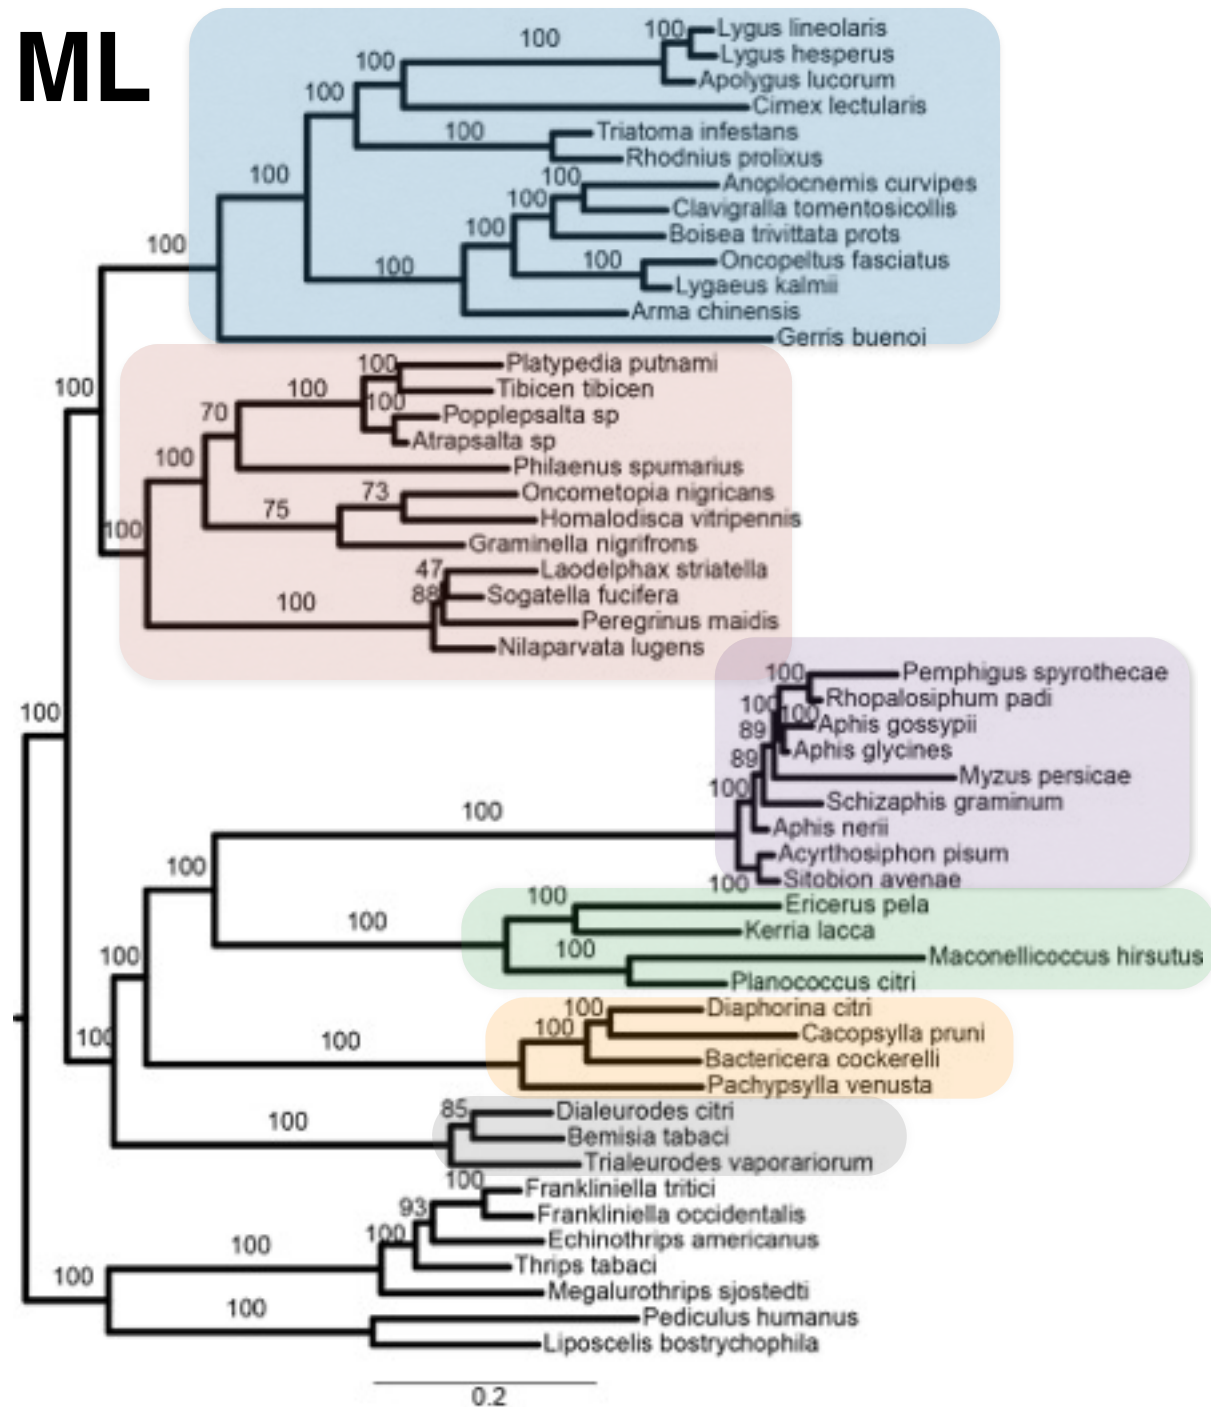 ML
100
100
Lygus lineolaris
Lygus hesperus
100
Apolygus lucorum
100
Cimex lectularis
100
Triatoma infestans
Rhodnius prolixus
100
100
Anoplocnemis curvipes
100
Clavigralla tomentosicollis
100
Boisea trivittata prots
100
100
100
Oncopeltus fasciatus
Lygaeus kalmii
Arma chinensis
Gerris buenoi
100
Platypedia putnami
100
100
Tibicen tibicen
100
70
Popplepsalta sp
Atrapsalta sp
100
Philaenus spumarius
73
Oncometopia nigricans
75
Homalodisca vitripennis
100
Graminella nigrifrons
47
Laodelphax striatella
88
Sogatella fucifera
100
Peregrinus maidis
Nilaparvata lugens
100
Pemphigus spyrothecae
Rhopalosiphum padi
100
100
100
Aphis gossypii
89
Aphis glycines
89
Myzus persicae
100
Schizaphis graminum
100
Aphis nerii
Acyrthosiphon pisum
100
100
Sitobion avenae
100
Ericerus pela
100
Kerria lacca
100
100
Maconellicoccus hirsutus
Planococcus citri
100
Diaphorina citri
100
100
100
Cacopsylla pruni
Bactericera cockerelli
Pachypsylla venusta
85
Dialeurodes citri
100
Bemisia tabaci
Trialeurodes vaporariorum
100
Frankliniella tritici
93
Frankliniella occidentalis
100
100
Echinothrips americanus
Thrips tabaci
100
Megalurothrips sjostedti
100
Pediculus humanus
Liposcelis bostrychophila
0.2